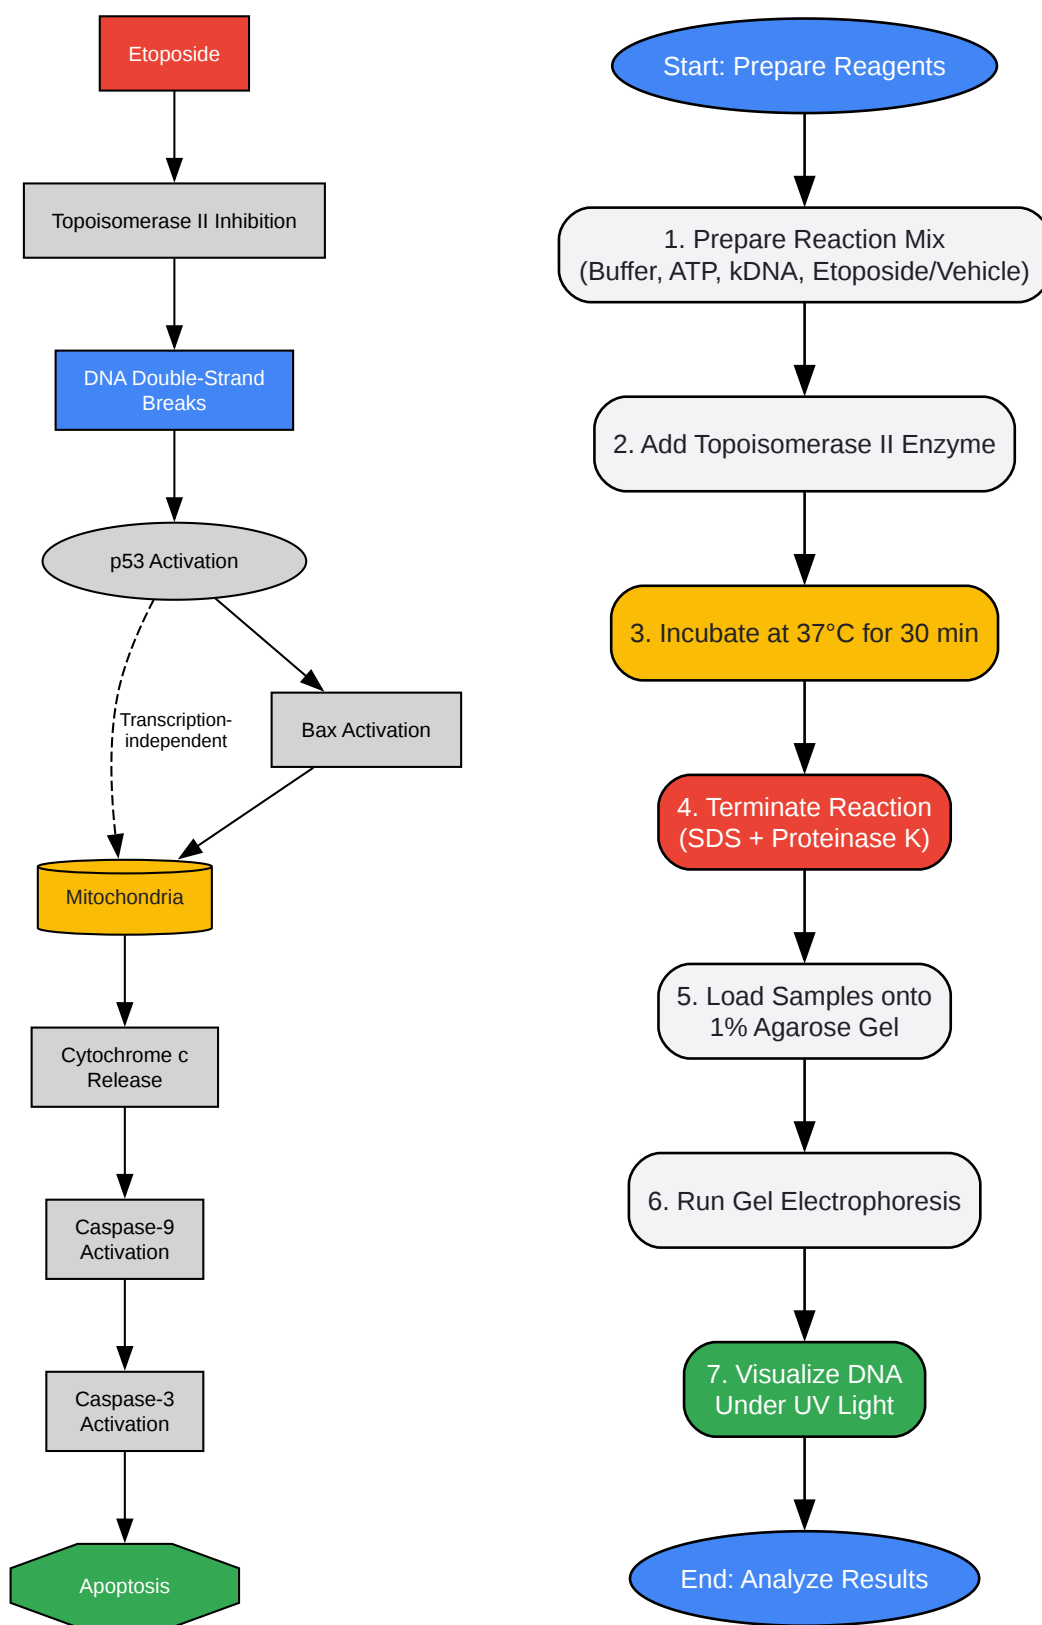 Etoposide
Topoisomerase II Inhibition
DNA Double-Strand
Breaks
p53 Activation
Transcription-
independent
Bax Activation
Mitochondria
Cytochrome c
Release
Caspase-9
Activation
Caspase-3
Activation
Apoptosis
Start: Prepare Reagents
1. Prepare Reaction Mix
(Buffer, ATP, kDNA, Etoposide/Vehicle)
2. Add Topoisomerase II Enzyme
3. Incubate at 37°C for 30 min
4. Terminate Reaction
(SDS + Proteinase K)
5. Load Samples onto
1% Agarose Gel
6. Run Gel Electrophoresis
7. Visualize DNA
Under UV Light
End: Analyze Results